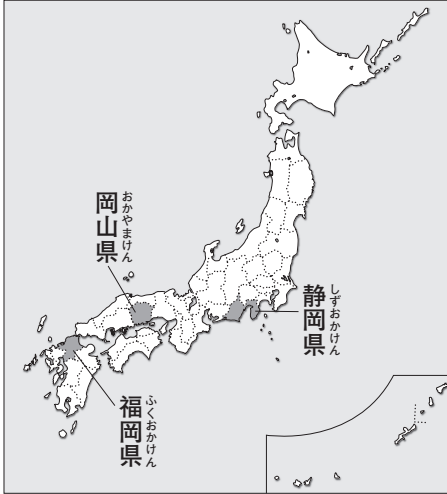 岡山県
おかやまけん
静岡県
しずおかけん
福岡県
ふくおかけん